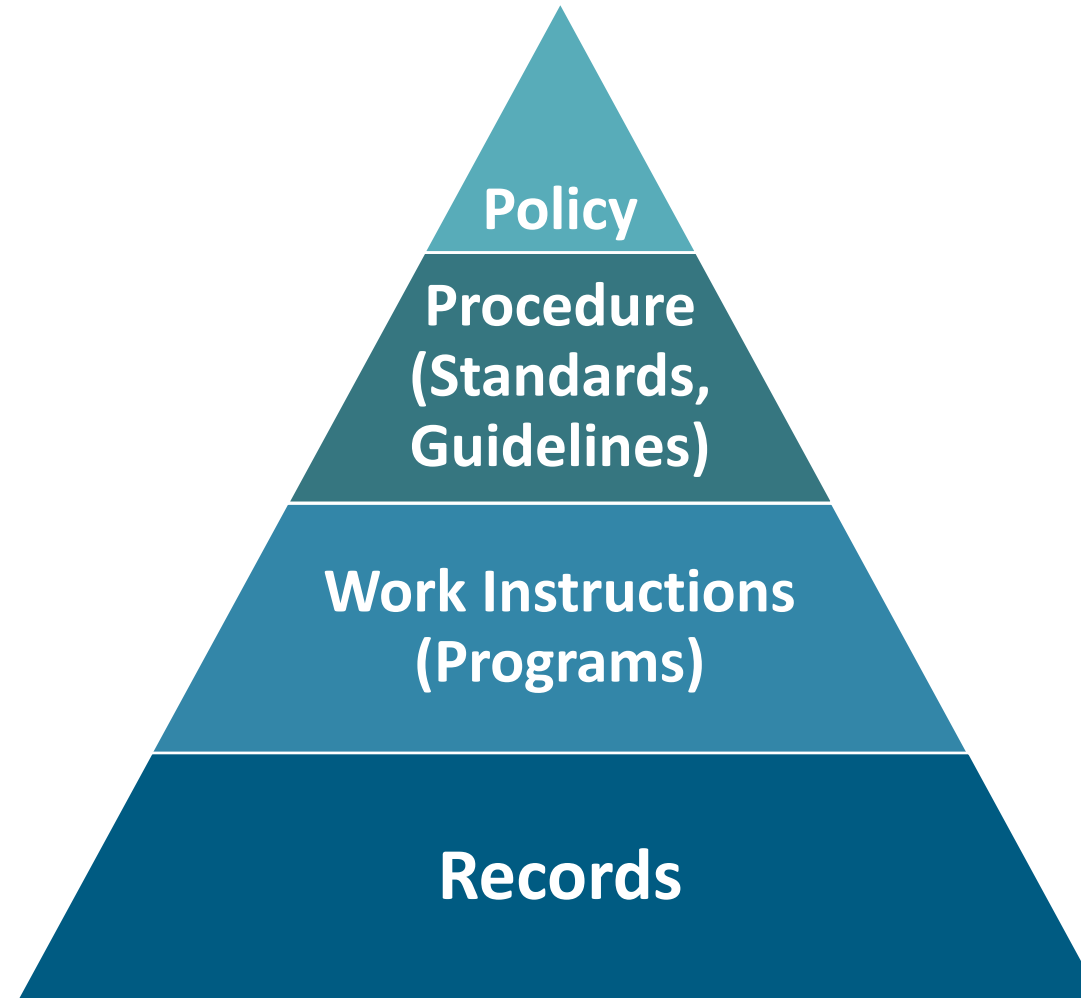 Policy
Procedure
(Standards,
Guidelines)
Work Instructions
(Programs)
Records